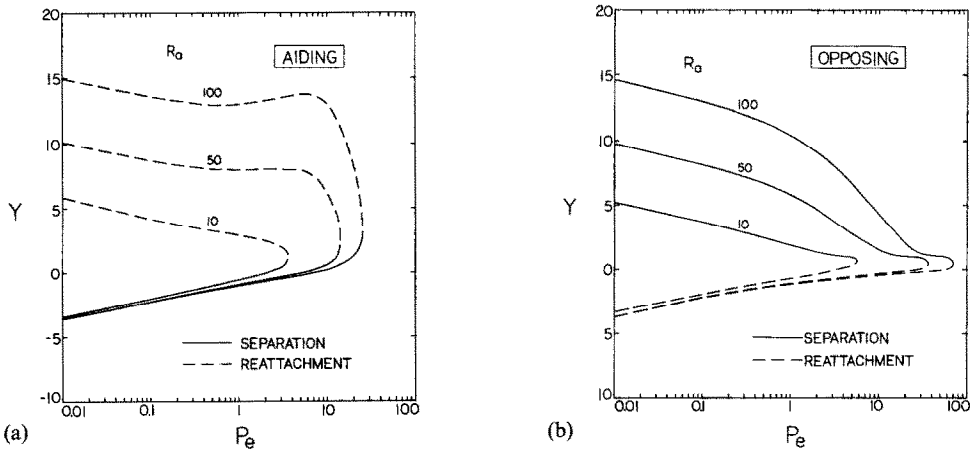 20
15
10
5
0
-5
-10
0.01 0.1 1 10 100
Y
Pe
Ra
AIDING
100
50
10
SEPARATION
REATTACHMENT
(a)
20
15
10
5
0
5
10
0.01 0.1 1 10 100
Y
Pe
Ra
OPPOSING
100
50
10
SEPARATION
REATTACHMENT
(b)